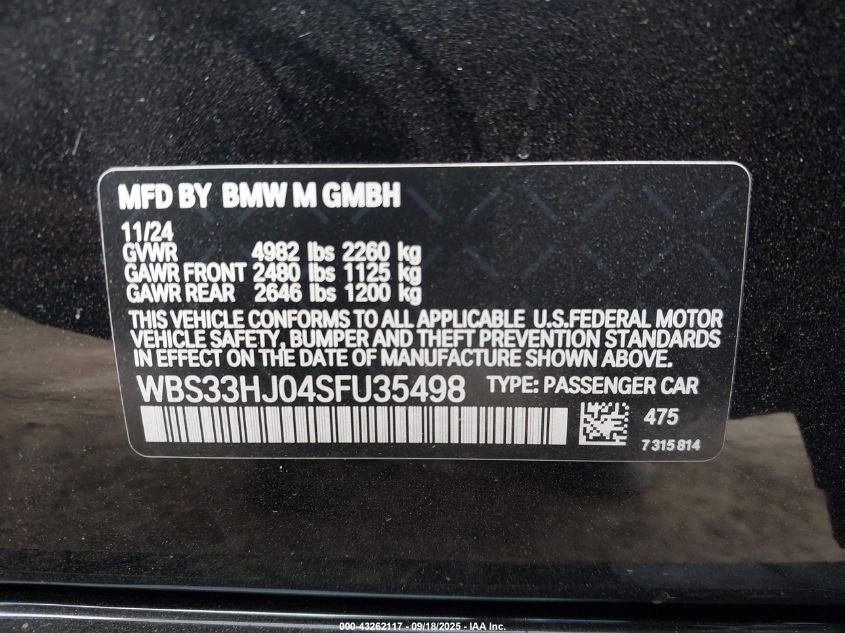 MFD BY BMW M GMBH
11/24
GVWR 4982 lbs 2260 kg
GAWR FRONT 2480 lbs 1125 kg
GAWR REAR 2646 lbs 1200 kg
THIS VEHICLE CONFORMS TO ALL APPLICABLE U.S.FEDERAL MOTOR
VEHICLE SAFETY, BUMPER AND THEFT PREVENTION STANDARDS
IN EFFECT ON THE DATE OF MANUFACTURE SHOWN ABOVE.
WBS33HJ04SFU35498 TYPE: PASSENGER CAR
475
7315814
000-43262117 - 09/18/2025 - IAA Inc.